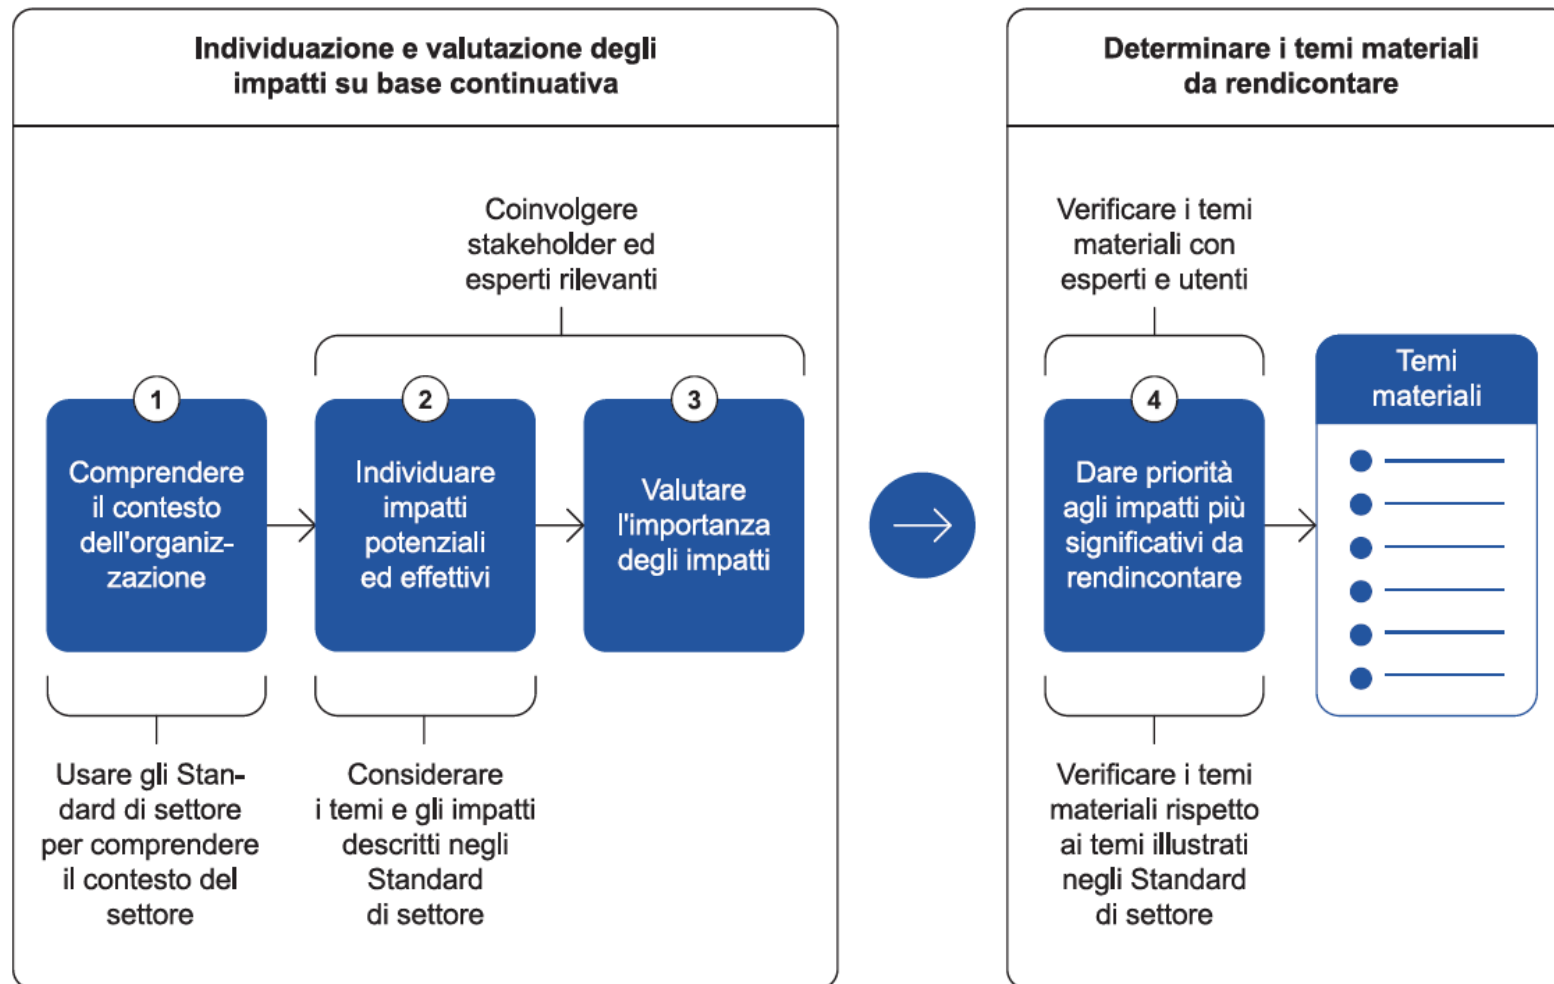 Individuazione e valutazione degli
impatti su base continuativa
Coinvolgere
stakeholder ed
esperti rilevanti
1
Comprendere
il contesto
dell'organiz-
zazione
2
Individuare
impatti
potenziali
ed effettivi
3
Valutare
l'importanza
degli impatti
Usare gli Stan-
dard di settore
per comprendere
il contesto del
settore
Considerare
i temi e gli impatti
descritti negli
Standard
di settore
Determinare i temi materiali
da rendicontare
Verificare i temi
materiali con
esperti e utenti
4
Dare priorità
agli impatti più
significativi da
rendincontare
Temi
materiali
Verificare i temi
materiali rispetto
ai temi illustrati
negli Standard
di settore